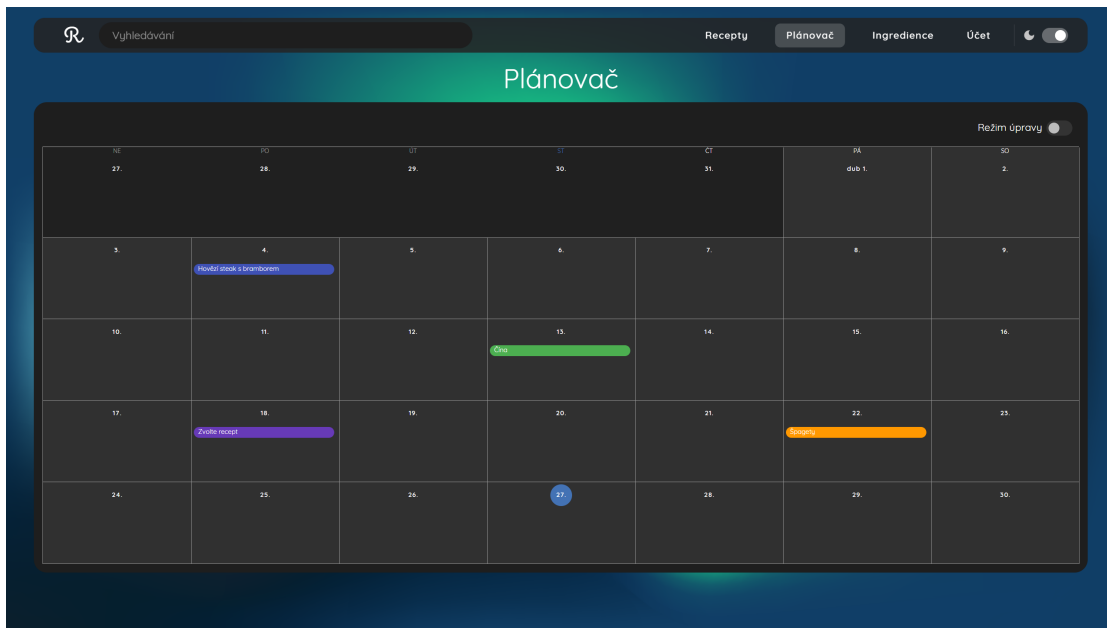 R Vyhledávání Recepty Plánovač Ingredience Účet
Plánovač
Režim úpravy
NE PO ÚT ST ČT PÁ SO
27. 28. 29. 30. 31. dub 1. 2.
3. 4. 5. 6. 7. 8. 9.
Hovězí steak s bramborem
10. 11. 12. 13. 14. 15. 16.
Čína
17. 18. 19. 20. 21. 22. 23.
Zvolte recept Špagety
24. 25. 26. 27. 28. 29. 30.